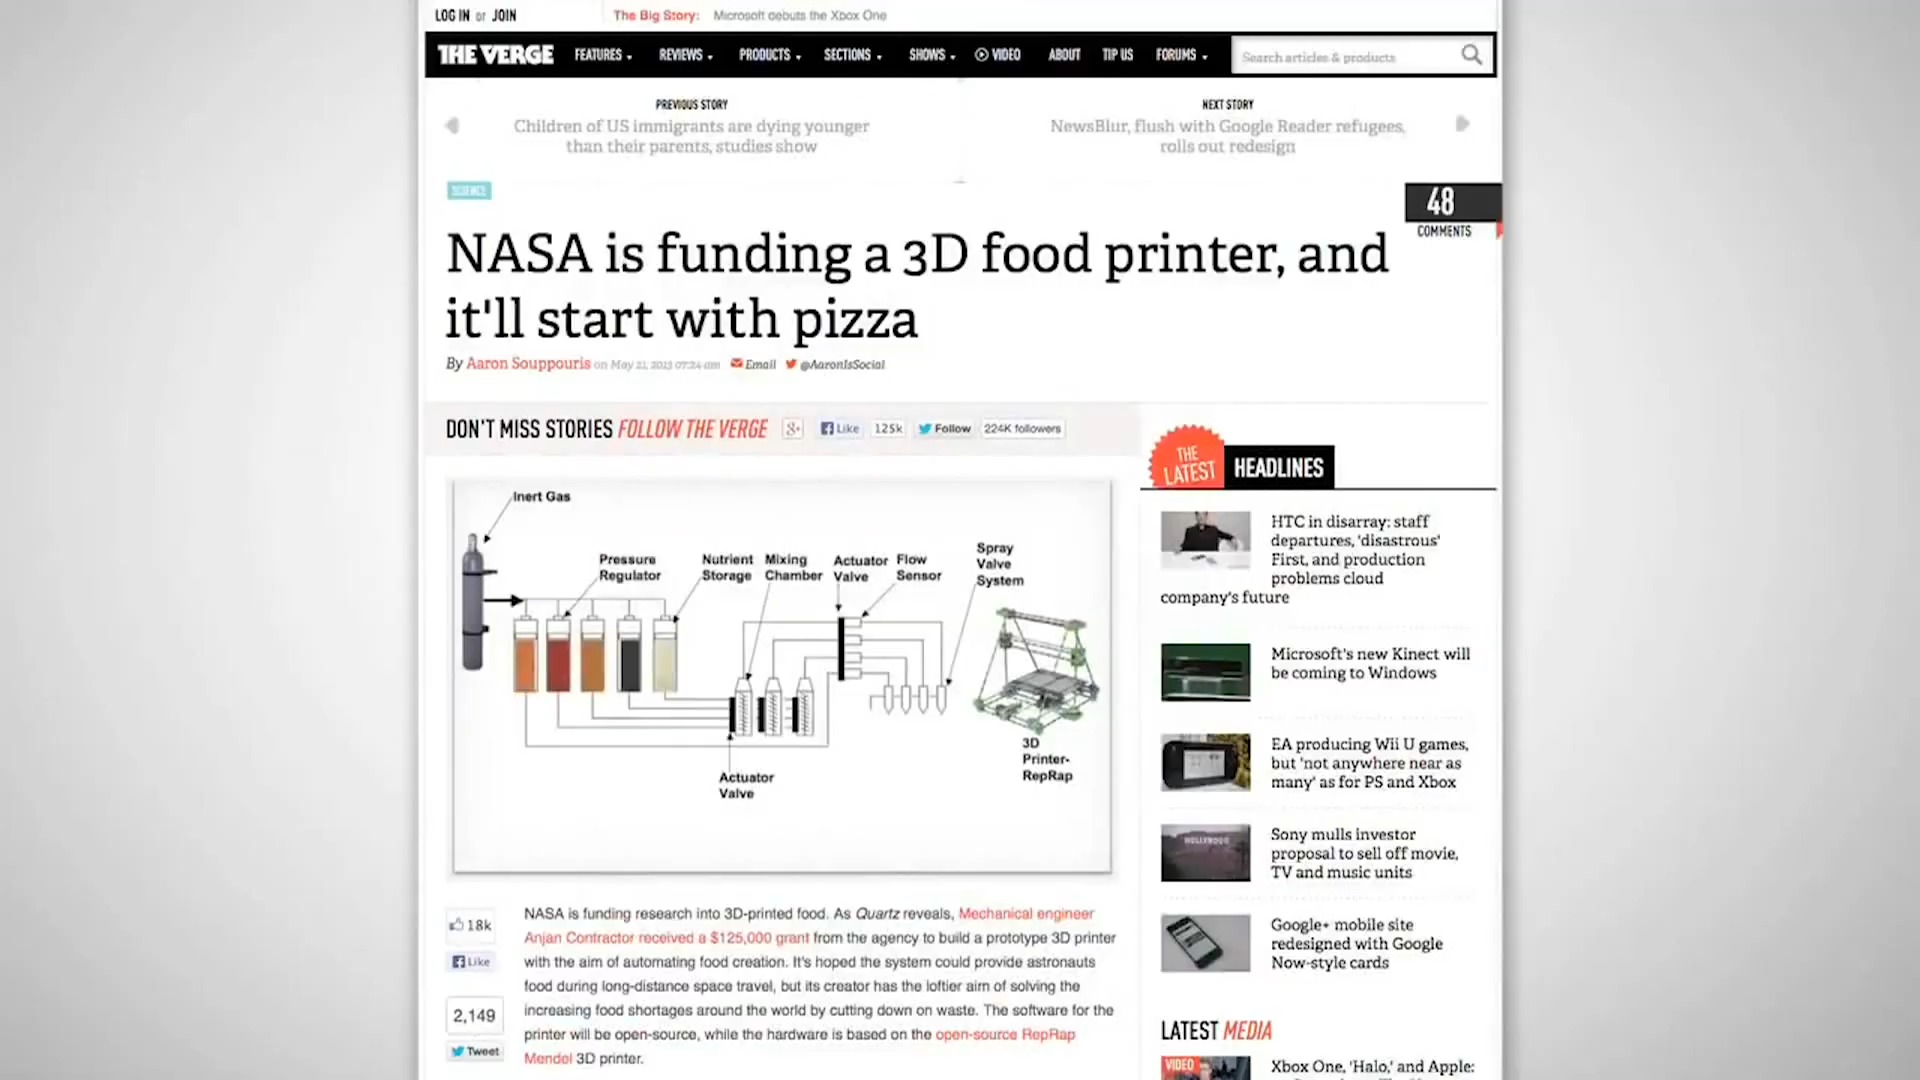 LOG IN or JOIN
The Big Story: Microsoft debuts the Xbox One
THE VERGE FEATURES REVIEWS PRODUCTS SECTIONS SHOWS VIDEO ABOUT TIP US FORUMS Search articles & products
PREVIOUS STORY
Children of US immigrants are dying younger
than their parents, studies show
NEXT STORY
NewsBlur, flush with Google Reader refugees,
rolls out redesign
SCIENCE
48
COMMENTS
NASA is funding a 3D food printer, and
it'll start with pizza
By Aaron Souppouris on May 21, 2013 07:24 am Email @AaronIsSocial
DON'T MISS STORIES FOLLOW THE VERGE 8+ Like 125k Follow 224K followers
Inert Gas
Pressure
Regulator
Nutrient
Storage
Mixing
Chamber
Actuator
Valve
Flow
Sensor
Spray
Valve
System
3D
Printer-
RepRap
Actuator
Valve
18k
Like
2,149
Tweet
NASA is funding research into 3D-printed food. As Quartz reveals, Mechanical engineer
Anjan Contractor received a $125,000 grant from the agency to build a prototype 3D printer
with the aim of automating food creation. It's hoped the system could provide astronauts
food during long-distance space travel, but its creator has the loftier aim of solving the
increasing food shortages around the world by cutting down on waste. The software for the
printer will be open-source, while the hardware is based on the open-source RepRap
Mendel 3D printer.
THE
LATEST
HEADLINES
HTC in disarray: staff
departures, 'disastrous'
First, and production
problems cloud
company's future
Microsoft's new Kinect will
be coming to Windows
EA producing Wii U games,
but 'not anywhere near as
many' as for PS and Xbox
HOLLYWOOD
Sony mulls investor
proposal to sell off movie,
TV and music units
Google+ mobile site
redesigned with Google
Now-style cards
LATEST MEDIA
VIDEO
Xbox One, 'Halo,' and Apple: